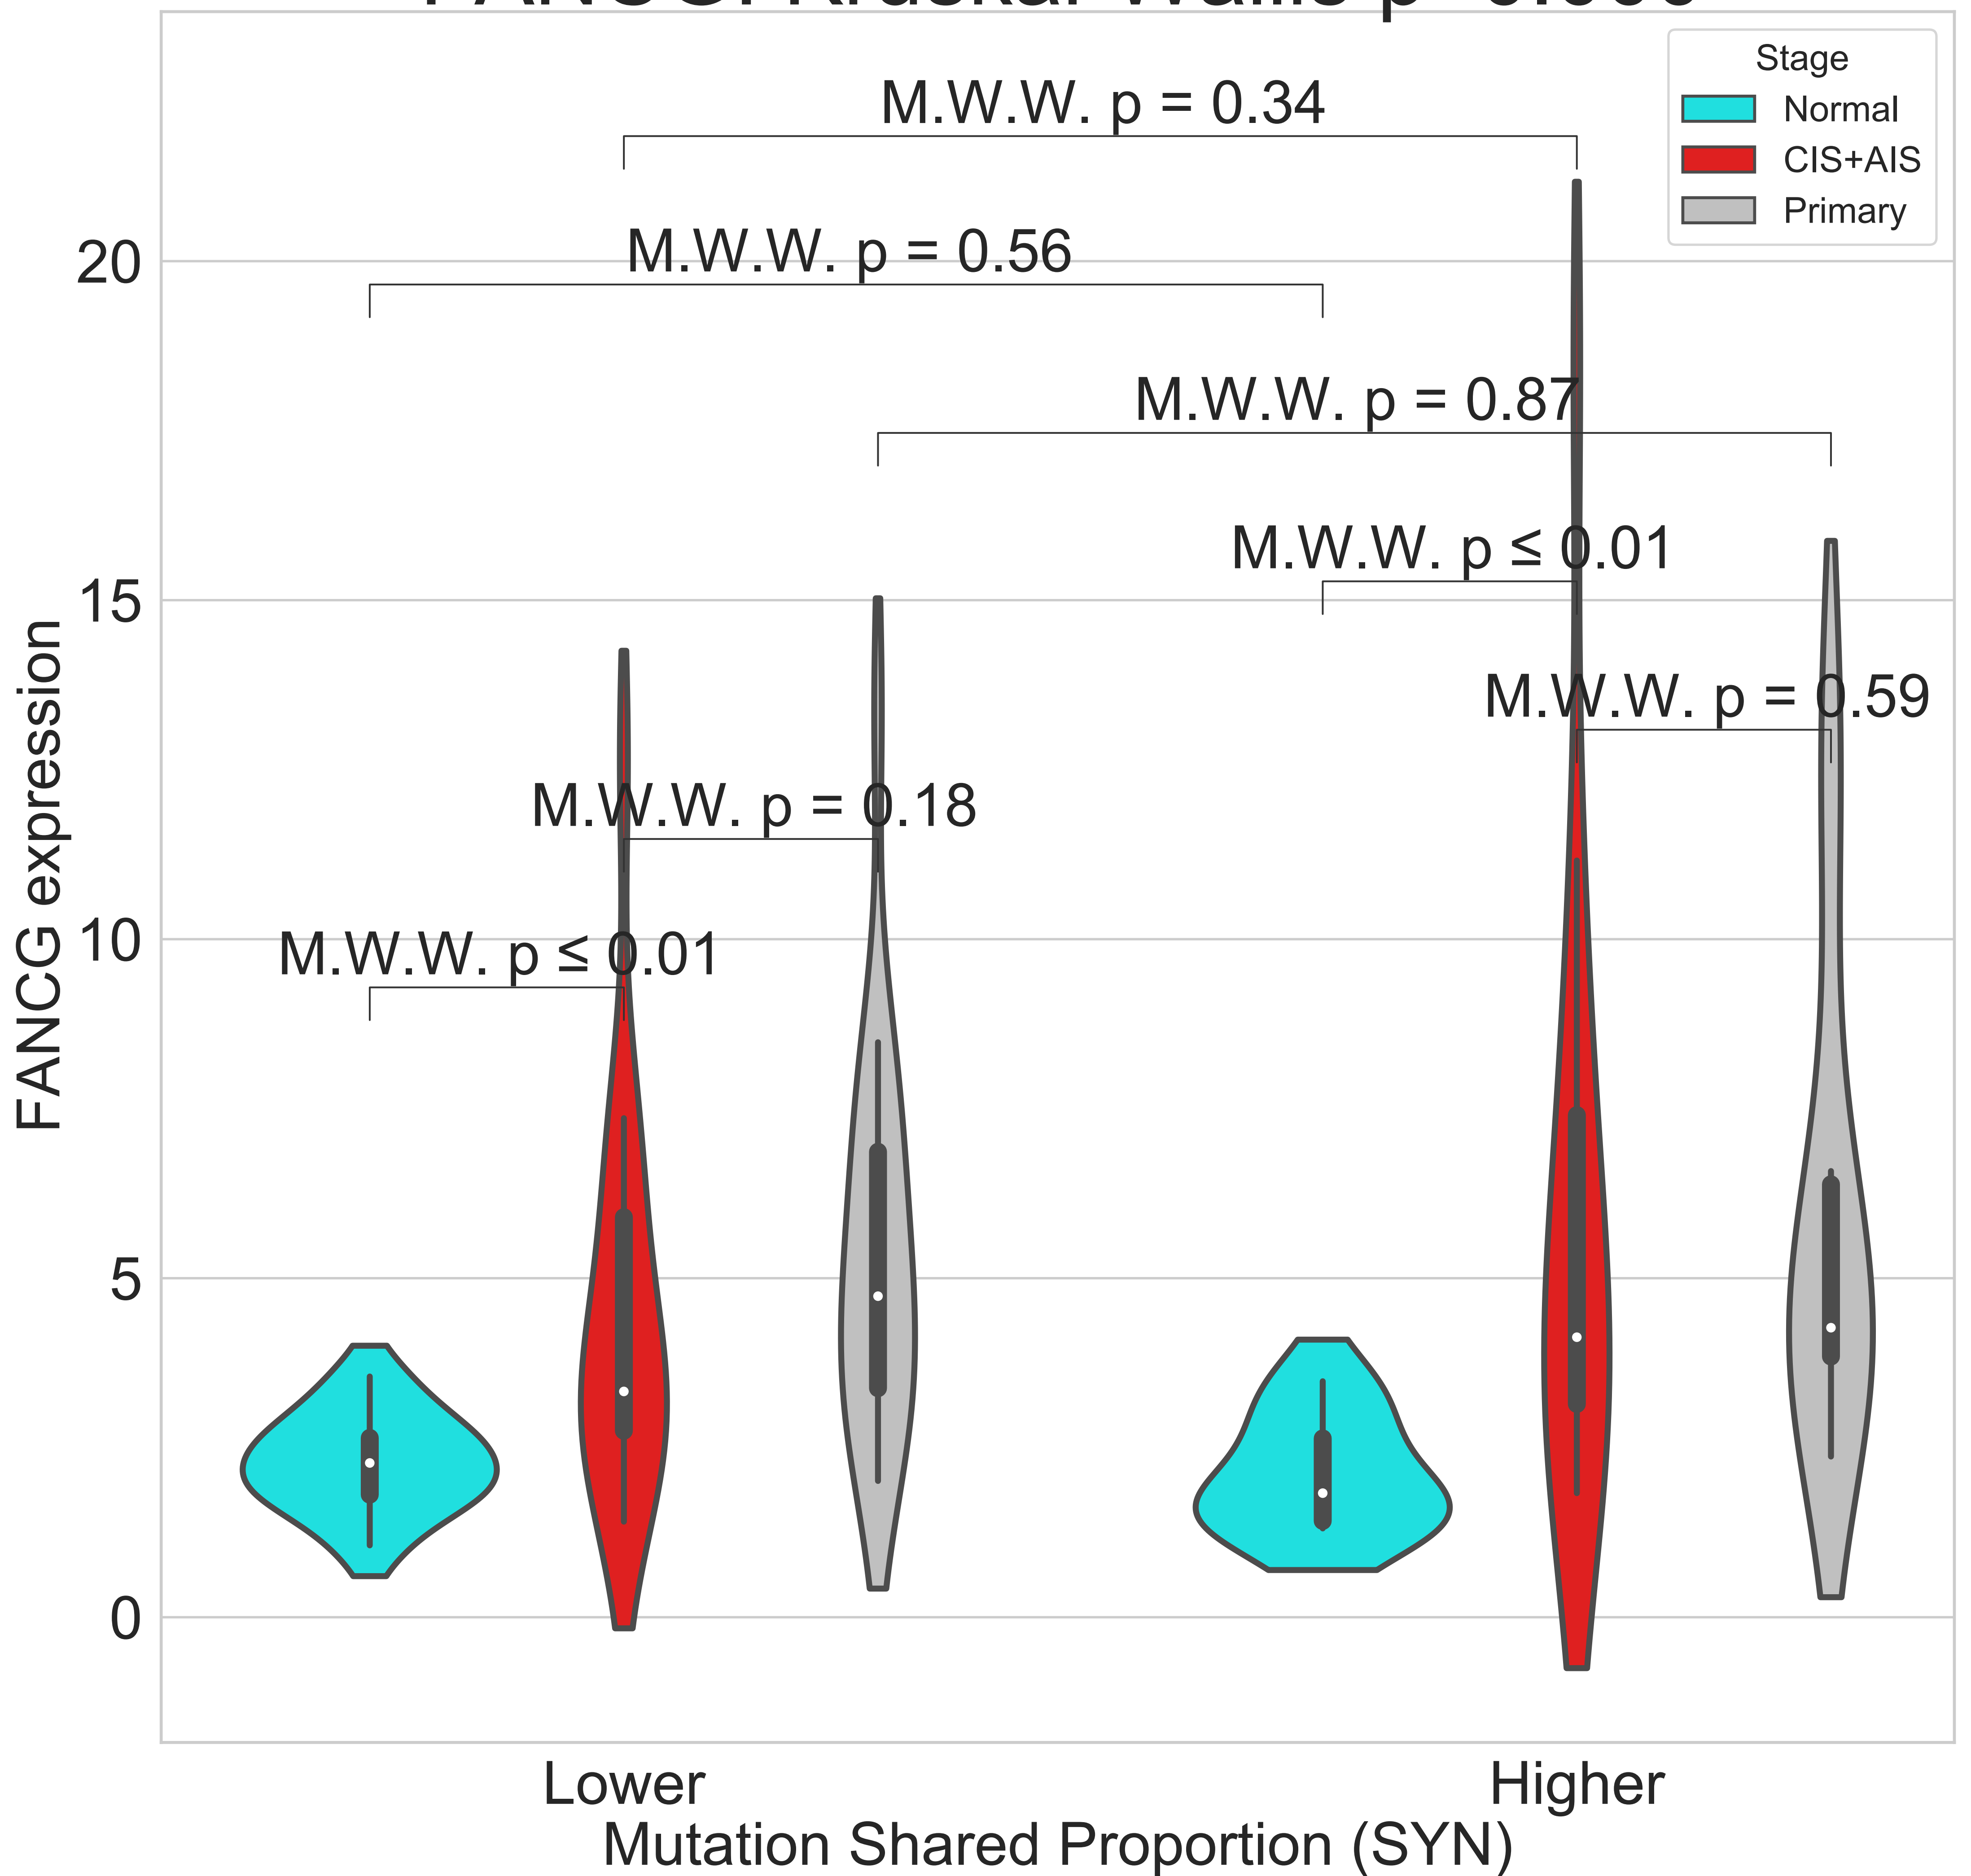 Stage
Normal
CIS+AIS
Primary
M.W.W. p = 0.34
M.W.W. p = 0.56
M.W.W. p = 0.87
M.W.W. p ≤ 0.01
M.W.W. p = 0.59
M.W.W. p = 0.18
M.W.W. p ≤ 0.01
20
15
10
5
0
FANCG expression
Lower
Higher
Mutation Shared Proportion (SYN)